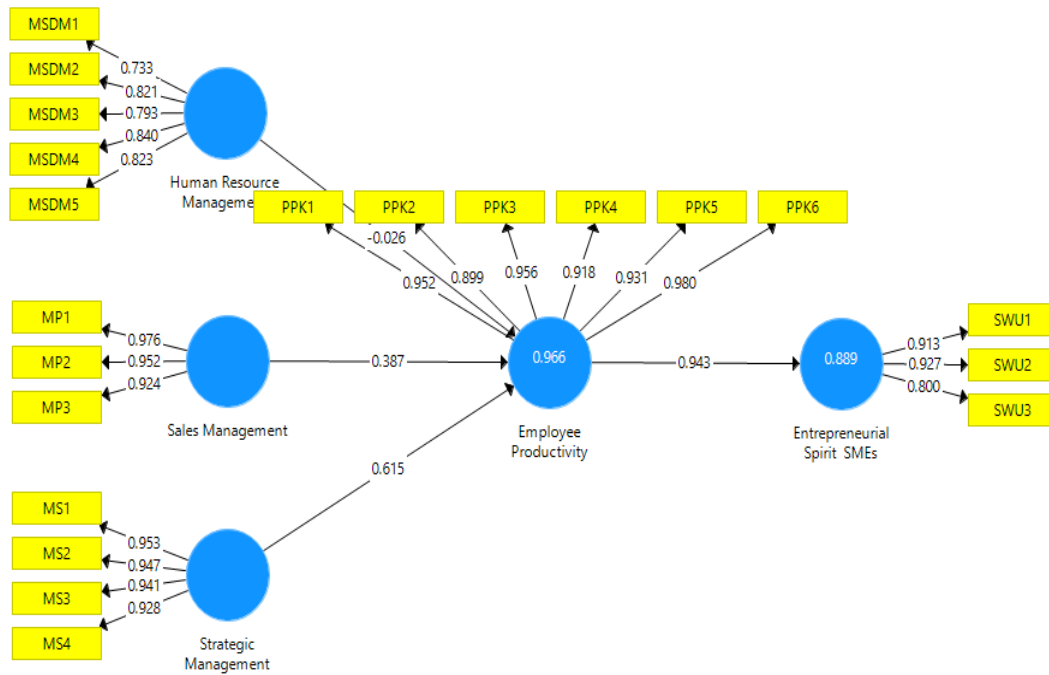 MSDM1
MSDM2
MSDM3
MSDM4
MSDM5
0.733
0.821
0.793
0.840
0.823
Human Resource
Management
PPK1
PPK2
PPK3
PPK4
PPK5
PPK6
-0.026
0.952
0.899
0.956
0.918
0.931
0.980
MP1
MP2
MP3
0.976
0.952
0.924
Sales Management
0.387
0.966
Employee
Productivity
0.943
0.889
Entrepreneurial
Spirit SMEs
0.913
0.927
0.800
SWU1
SWU2
SWU3
0.615
MS1
MS2
MS3
MS4
0.953
0.947
0.941
0.928
Strategic
Management